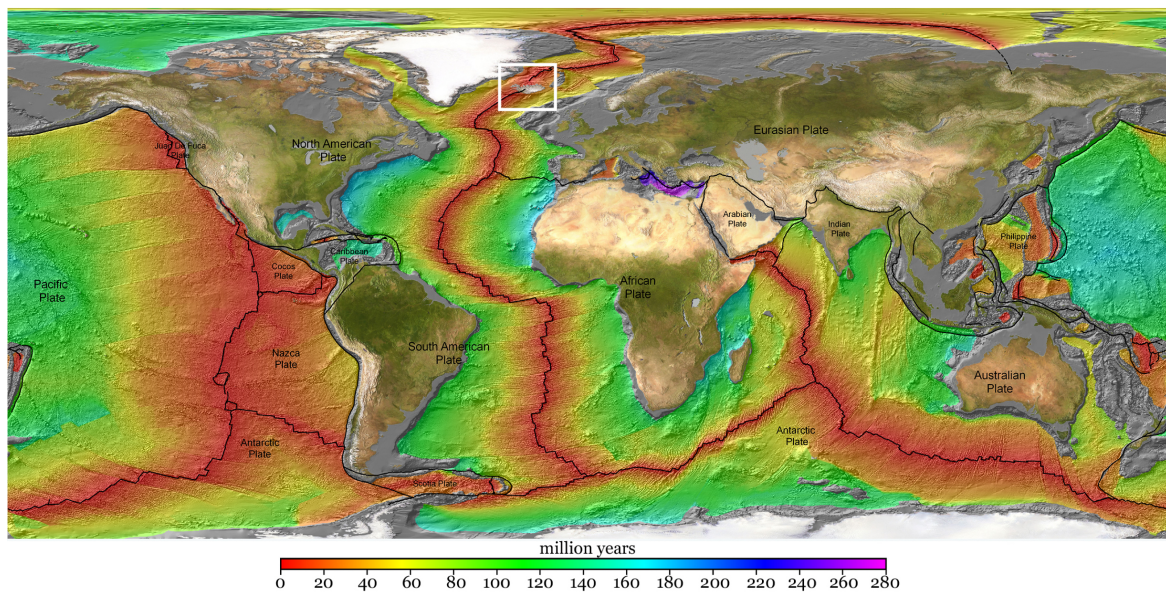 Eurasian Plate
North American
Plate
Juan De Fuca
Plate
Arabian
Plate
Indian
Plate
Philippine
Plate
Caribbean Plate
Cocos
Plate
African
Plate
Pacific
Plate
Nazca
Plate
South American
Plate
Australian
Plate
Antarctic
Plate
Antarctic
Plate
Scotia Plate
million years
0 20 40 60 80 100 120 140 160 180 200 220 240 260 280